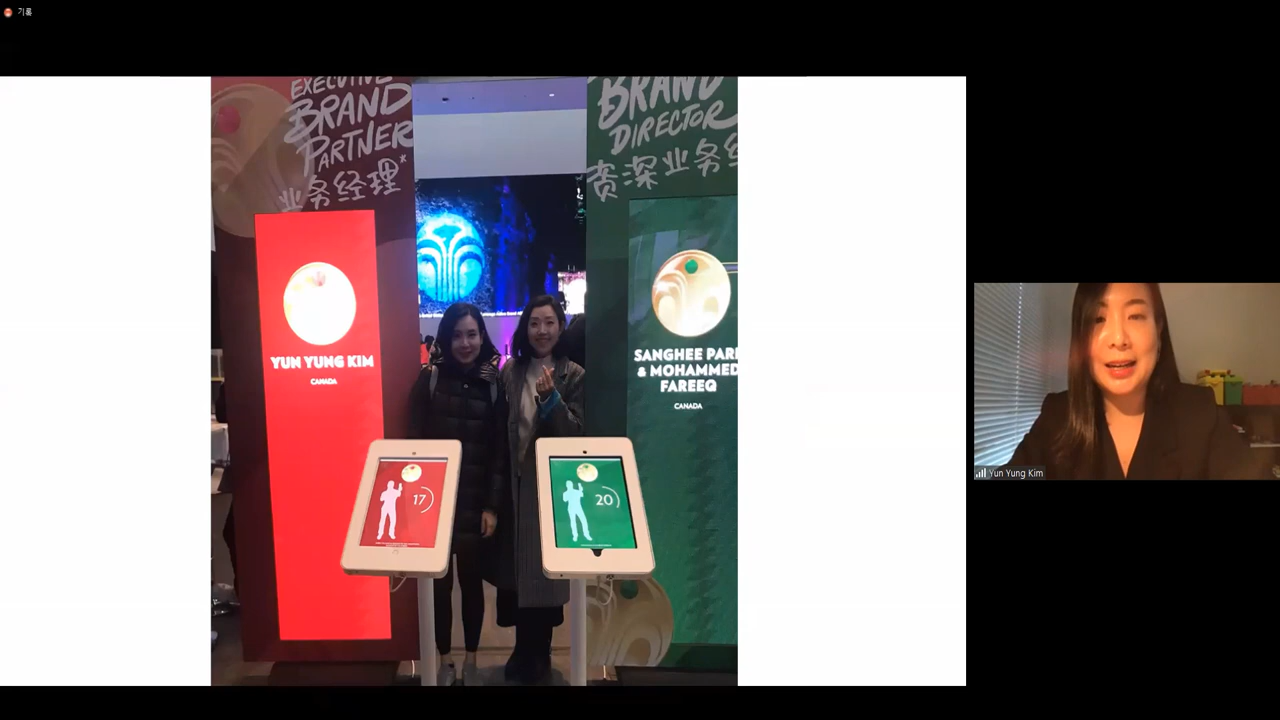 기록
EXECUTIVE
BRAND
PARTNER
业务经理*
BRAND
DIRECTOR
资深业务经
YUN YUNG KIM
CANADA
SANGHEE PAR
& MOHAMMED
FAREEQ
CANADA
17
20
Yun Yung Kim